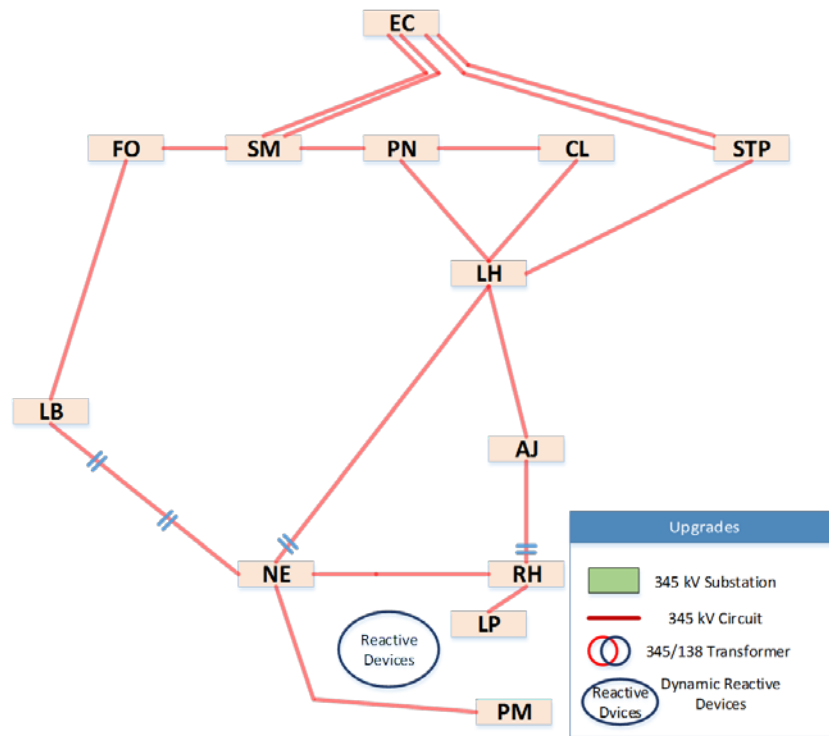 EC
FO
SM
PN
CL
STP
LH
LB
AJ
NE
RH
LP
Reactive
Devices
PM
Upgrades
345 kV Substation
345 kV Circuit
345/138 Transformer
Reactive
Dvices
Dynamic Reactive
Devices